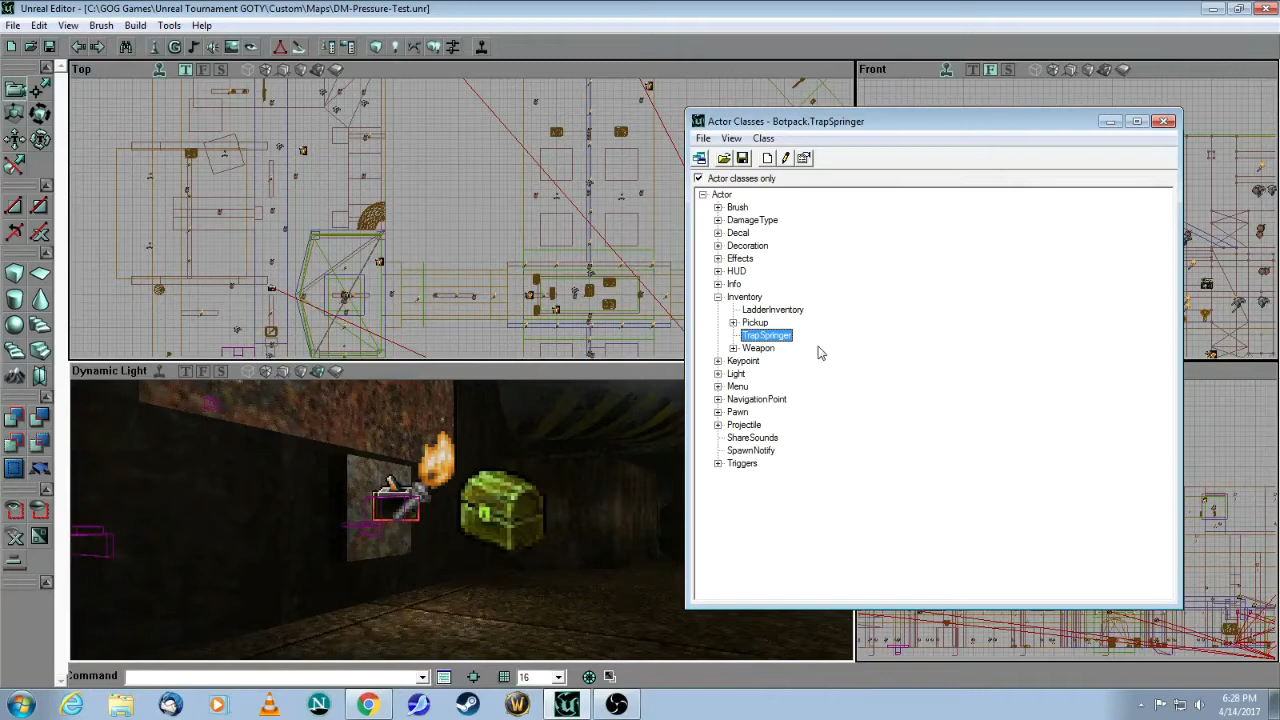 Unreal Editor - [C:\GOG Games\Unreal Tournament GOTY\Custom\Maps\DM-Pressure-Test.unr]
File Edit View Brush Build Tools Help
Top
T F S
Front
T F S
Actor Classes - Botpack.TrapSpringer
File View Class
Actor classes only
Actor
Brush
DamageType
Decal
Decoration
Effects
HUD
Info
Inventory
LadderInventory
Pickup
TrapSpringer
Weapon
Keypoint
Light
Menu
NavigationPoint
Pawn
Projectile
ShareSounds
SpawnNotify
Triggers
Dynamic Light
T F S
Command
16
6:28 PM
4/14/2017